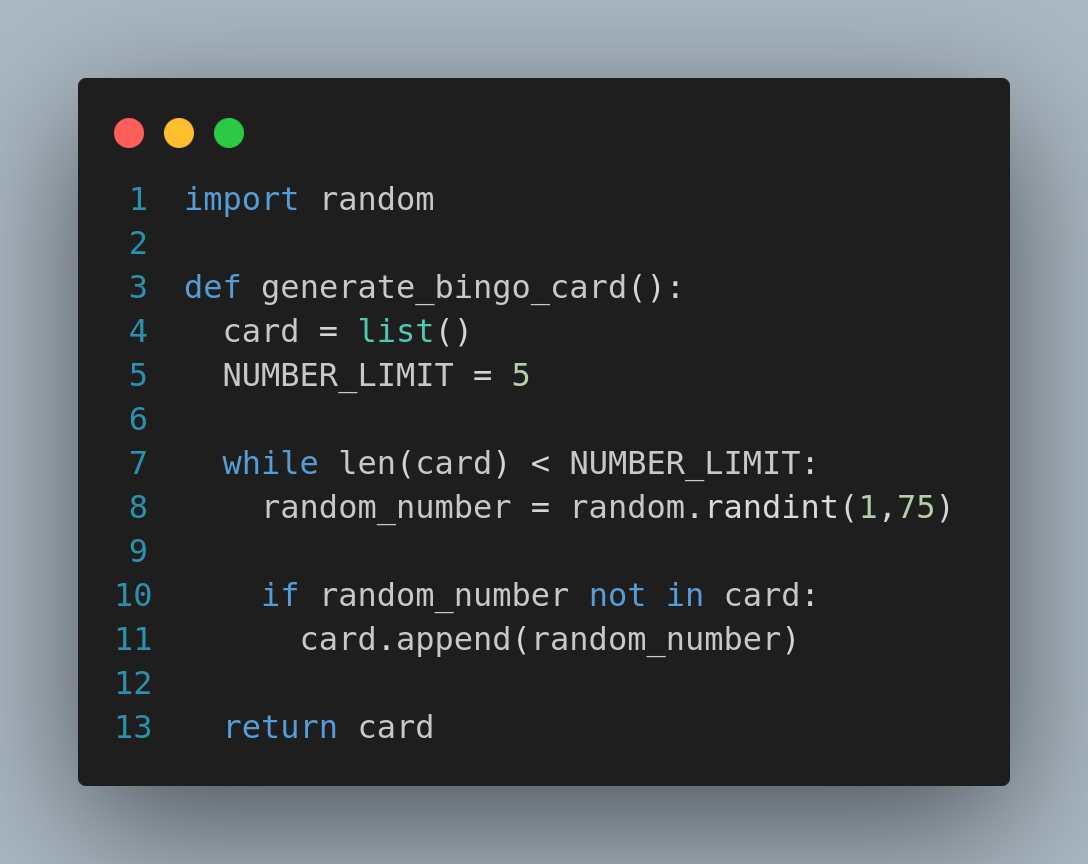 1 import random
2
3 def generate_bingo_card():
4   card = list()
5   NUMBER_LIMIT = 5
6
7   while len(card) < NUMBER_LIMIT:
8     random_number = random.randint(1,75)
9
10     if random_number not in card:
11       card.append(random_number)
12
13   return card